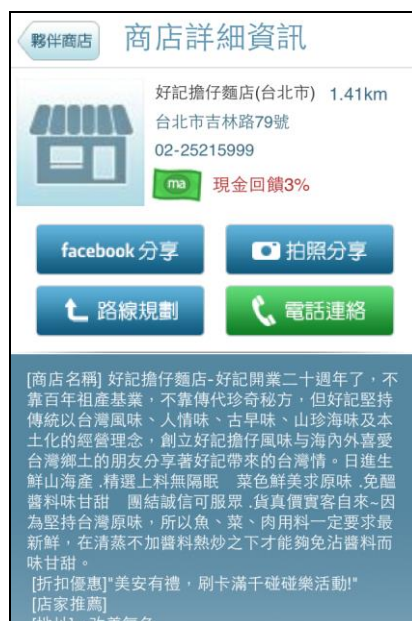 夥伴商店
商店詳細資訊
好記擔仔麵店(台北市) 1.41km
台北市吉林路79號
02-25215999
ma 現金回饋3%
facebook 分享
拍照分享
路線規劃
電話連絡
[商店名稱] 好記擔仔麵店-好記開業二十週年了，不
靠百年祖產基業，不靠傳代珍奇秘方，但好記堅持
傳統以台灣風味、人情味、古早味、山珍海味及本
土化的經營理念，創立好記擔仔風味與海內外喜愛
台灣鄉土的朋友分享著好記帶來的台灣情。日進生
鮮山海產 .精選上料無隔眠　菜色鮮美求原味 .免醞
醬料味甘甜　團結誠信可服眾 .貨真價實客自來~因
為堅持台灣原味，所以魚、菜、肉用料一定要求最
新鮮，在清蒸不加醬料熱炒之下才能夠免沾醬料而
味甘甜。
[折扣優惠]"美安有禮，刷卡滿千碰碰樂活動!"
[店家推薦]